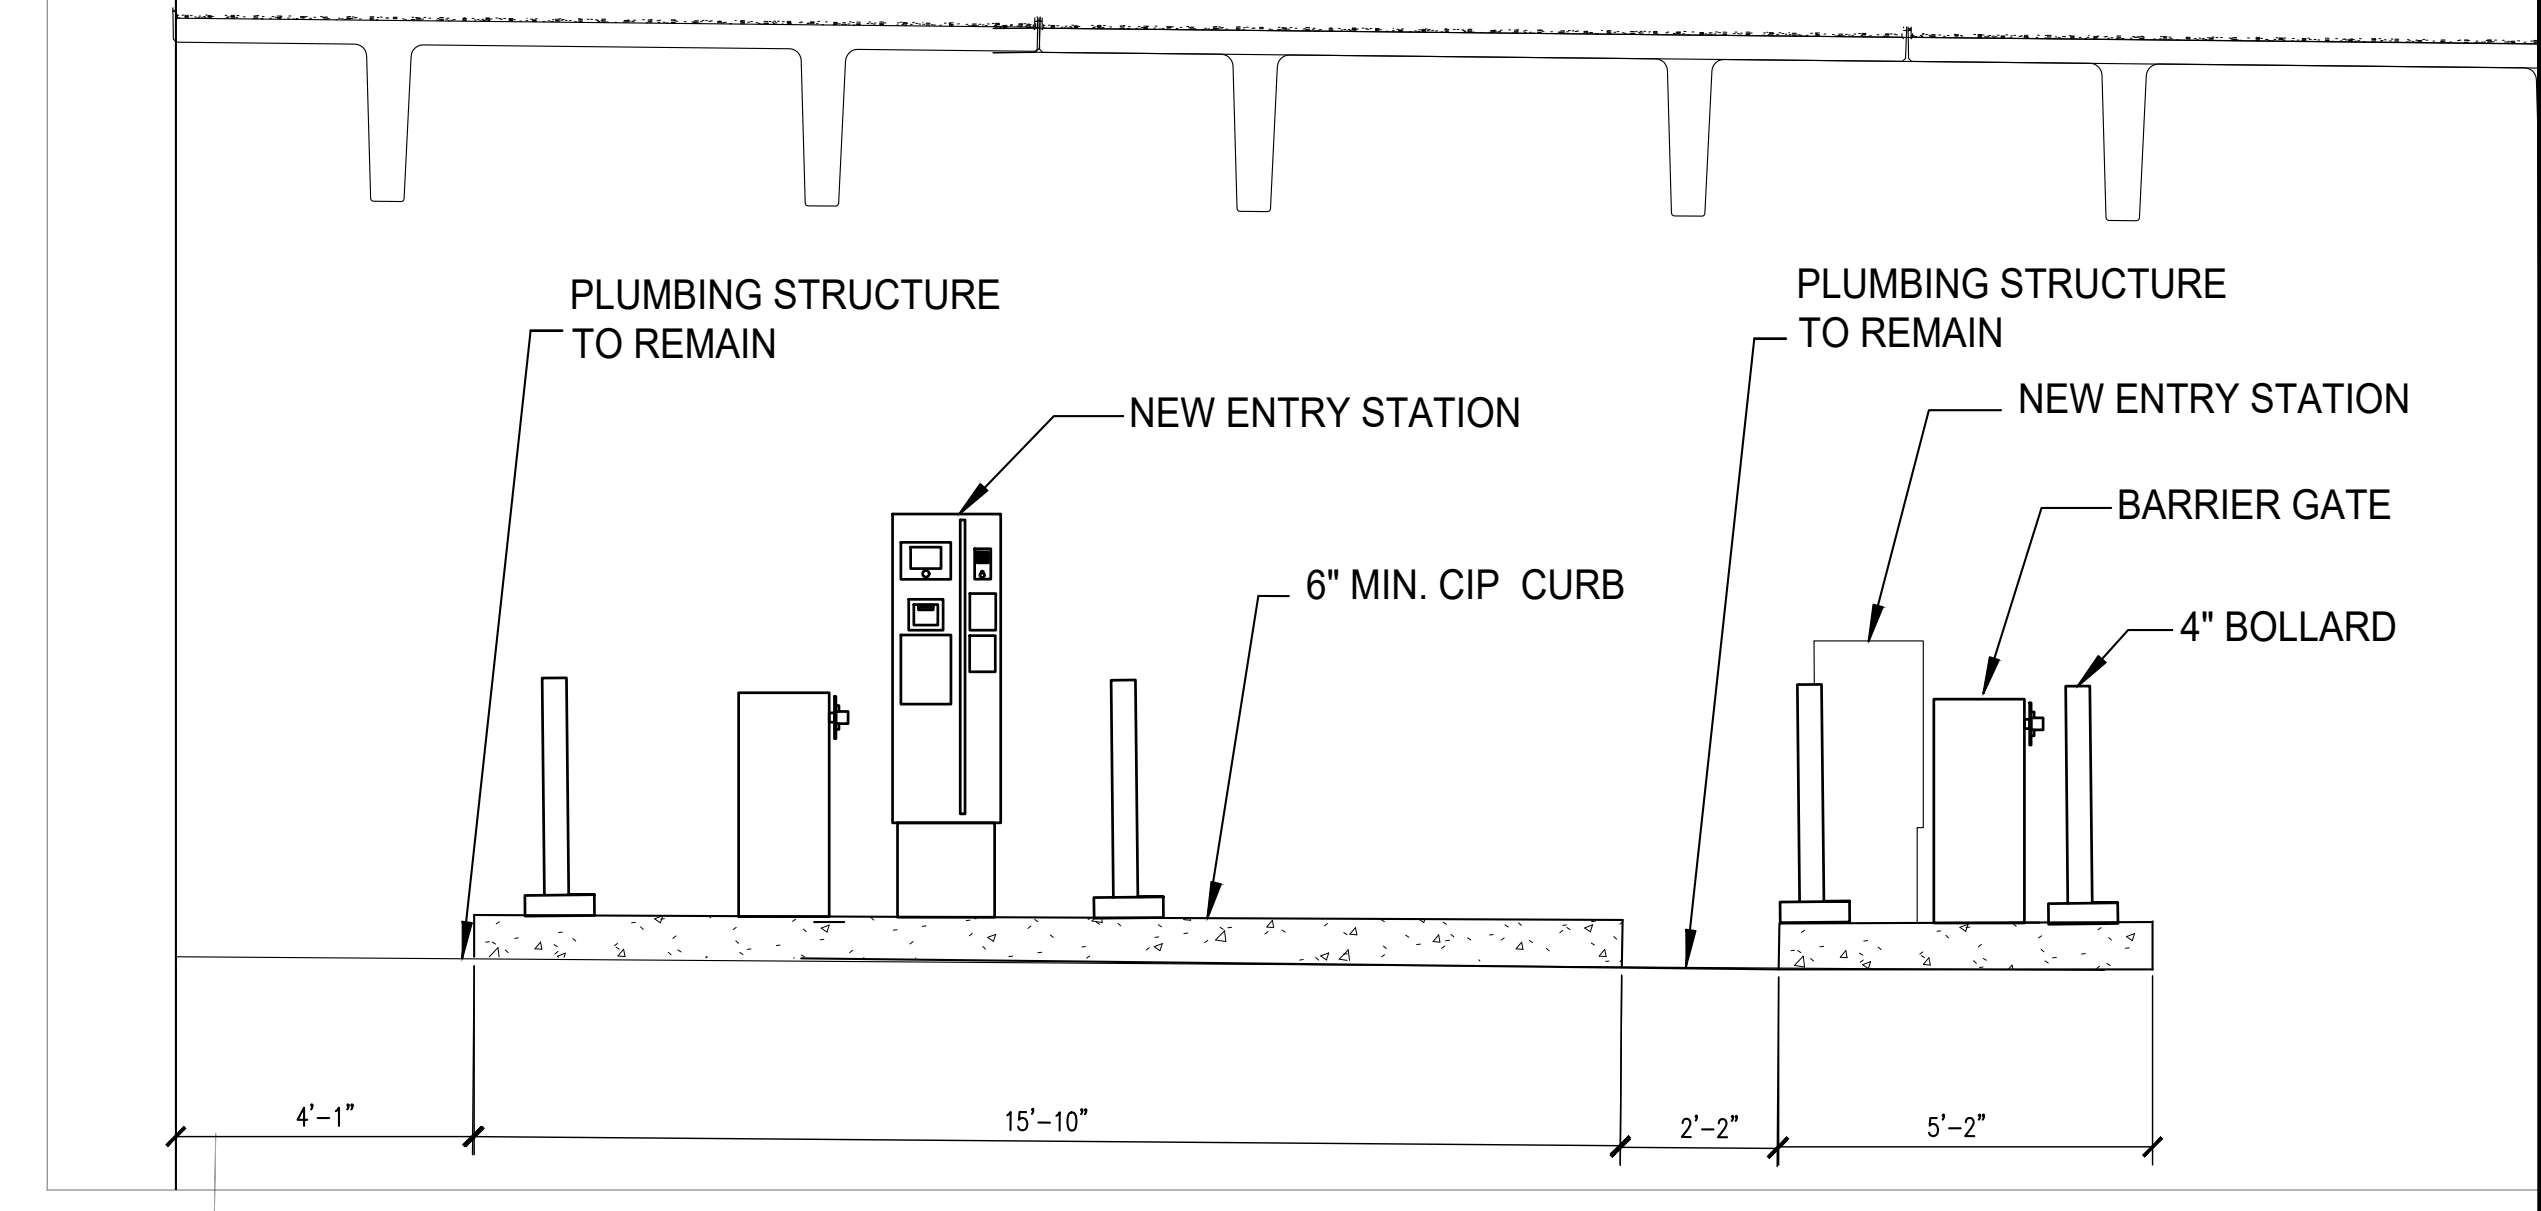 PLUMBING STRUCTURE
TO REMAIN
PLUMBING STRUCTURE
TO REMAIN
NEW ENTRY STATION
NEW ENTRY STATION
BARRIER GATE
6" MIN. CIP  CURB
4" BOLLARD
4'-1"
15'-10"
2'-2"
5'-2"